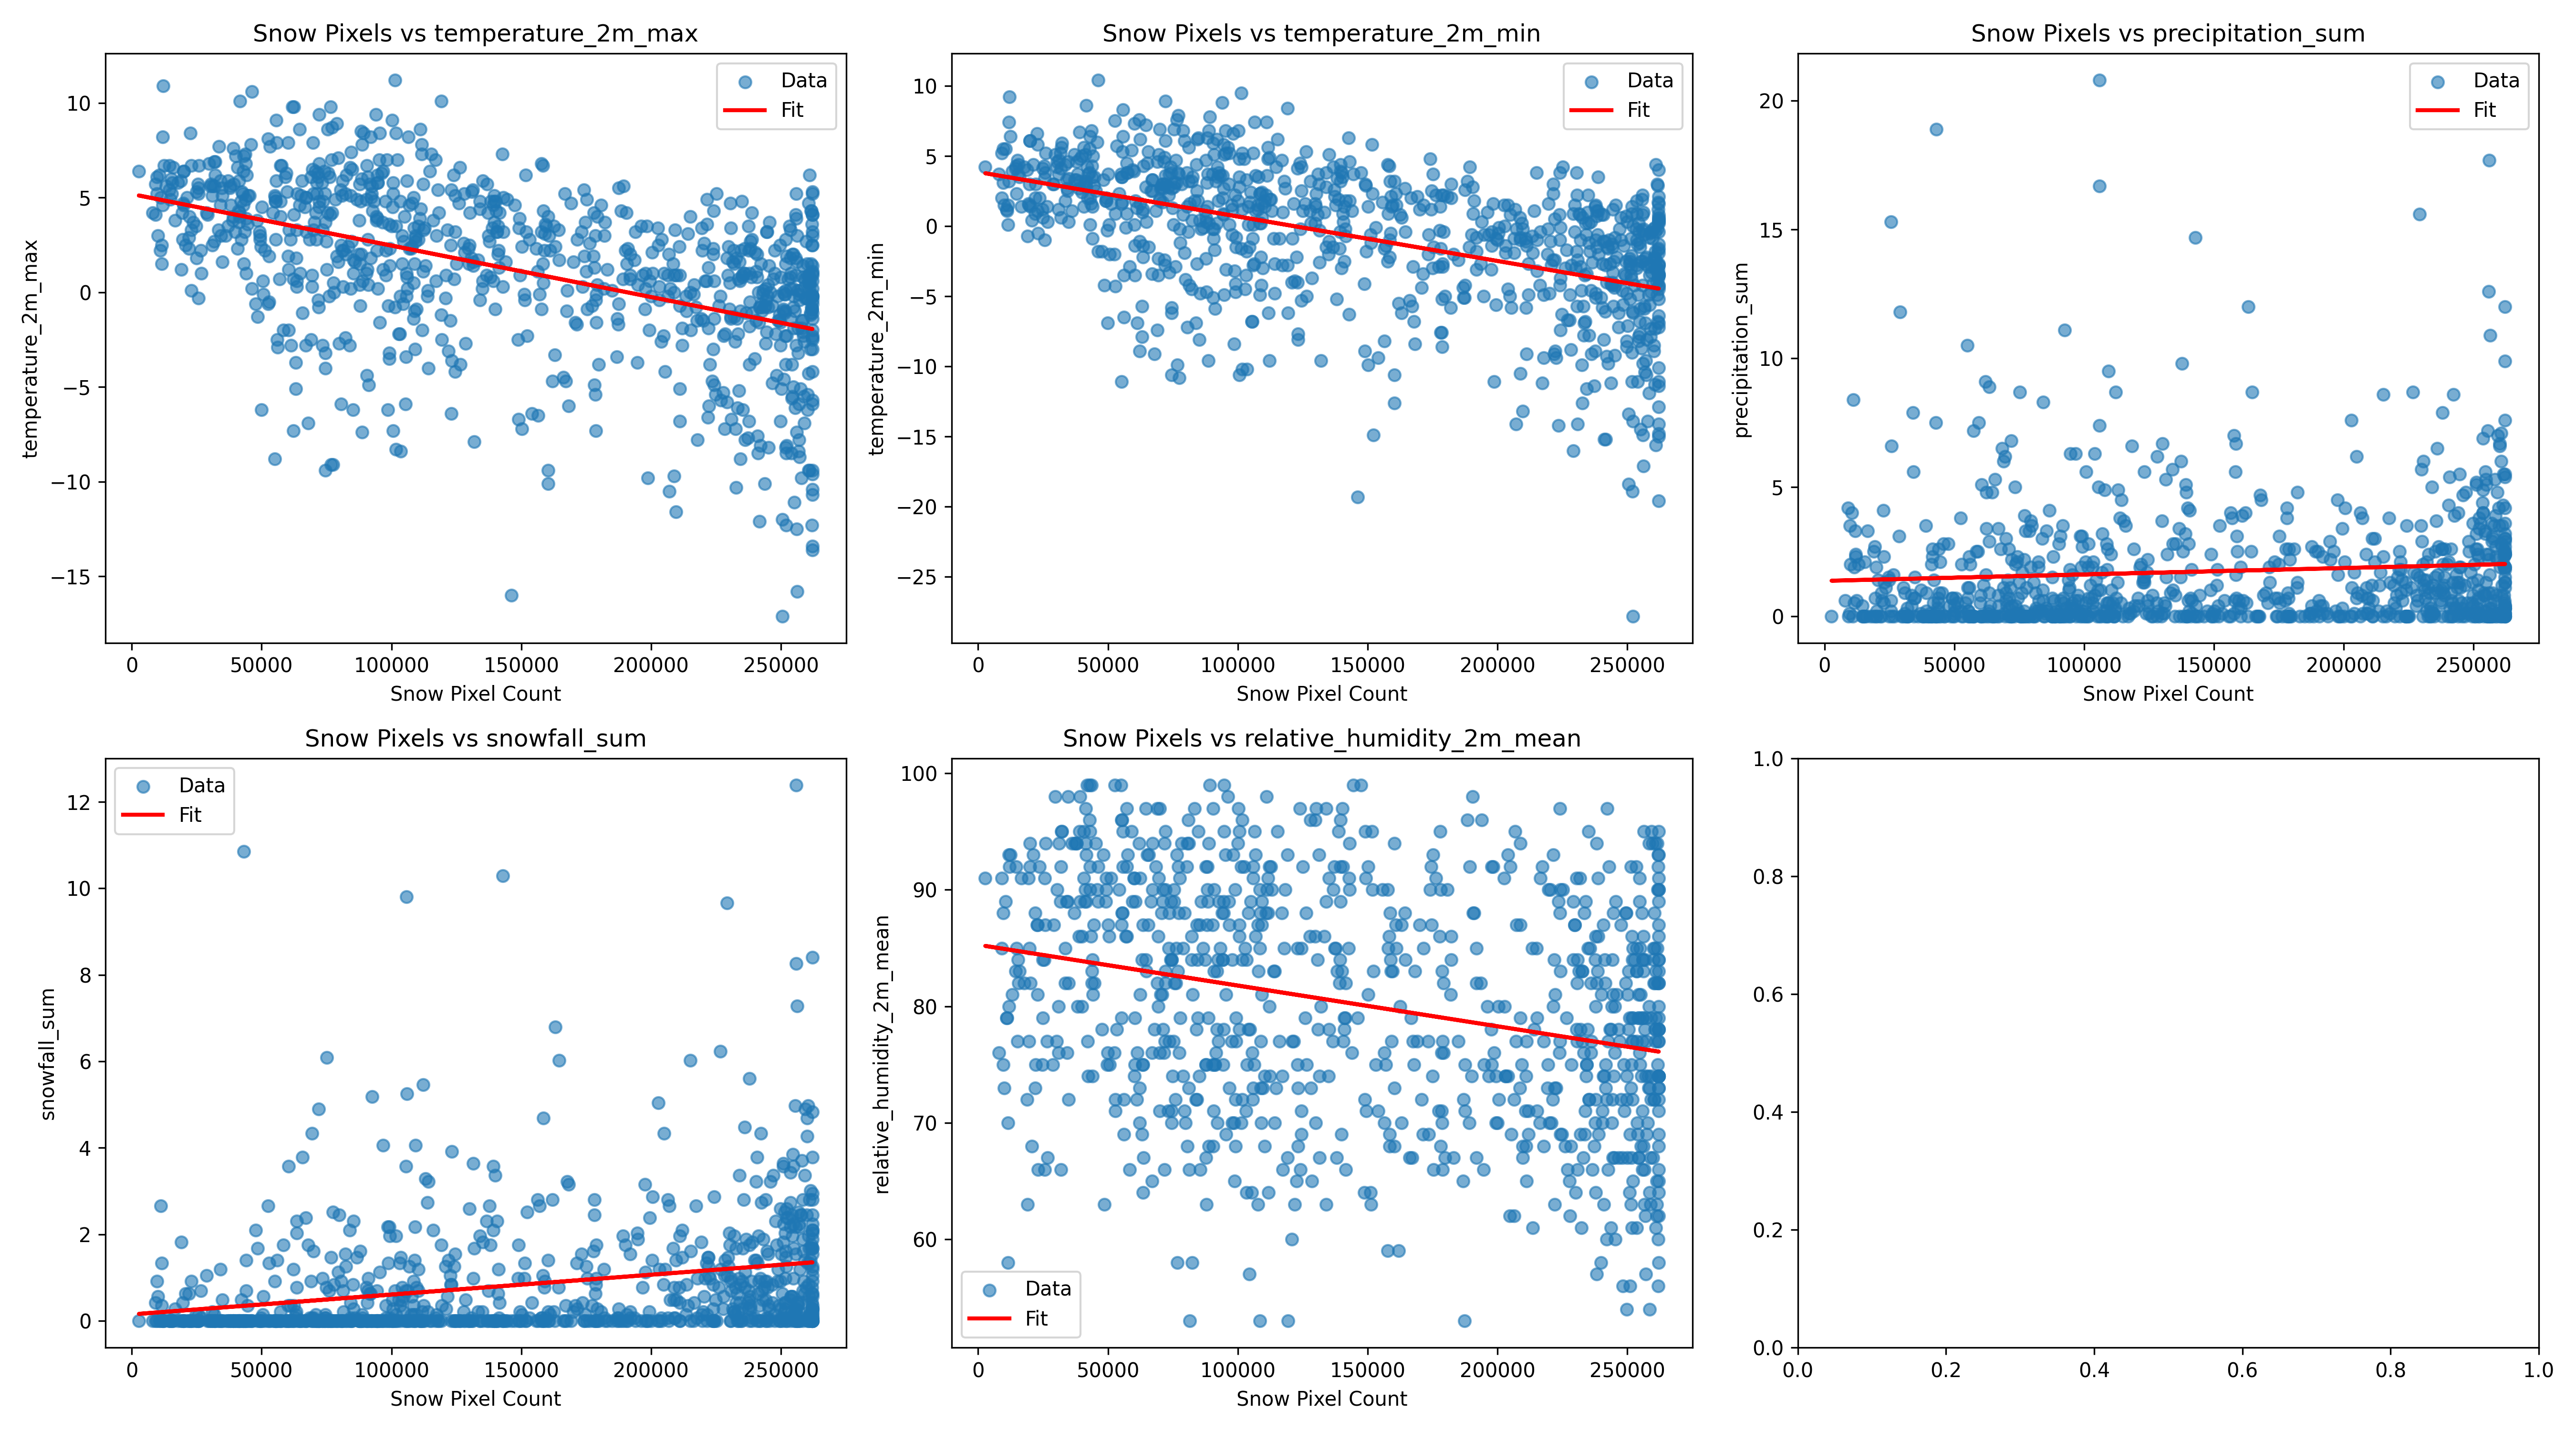 Snow Pixels vs temperature_2m_max
Data
Fit
10
5
0
−5
−10
−15
temperature_2m_max
0 50000 100000 150000 200000 250000
Snow Pixel Count
Snow Pixels vs temperature_2m_min
Data
Fit
10
5
0
−5
−10
−15
−20
−25
temperature_2m_min
0 50000 100000 150000 200000 250000
Snow Pixel Count
Snow Pixels vs precipitation_sum
Data
Fit
20
15
10
5
0
precipitation_sum
0 50000 100000 150000 200000 250000
Snow Pixel Count
Snow Pixels vs snowfall_sum
Data
Fit
12
10
8
6
4
2
0
snowfall_sum
0 50000 100000 150000 200000 250000
Snow Pixel Count
Snow Pixels vs relative_humidity_2m_mean
100
90
80
70
60
relative_humidity_2m_mean
Data
Fit
0 50000 100000 150000 200000 250000
Snow Pixel Count
1.0
0.8
0.6
0.4
0.2
0.0
0.0 0.2 0.4 0.6 0.8 1.0